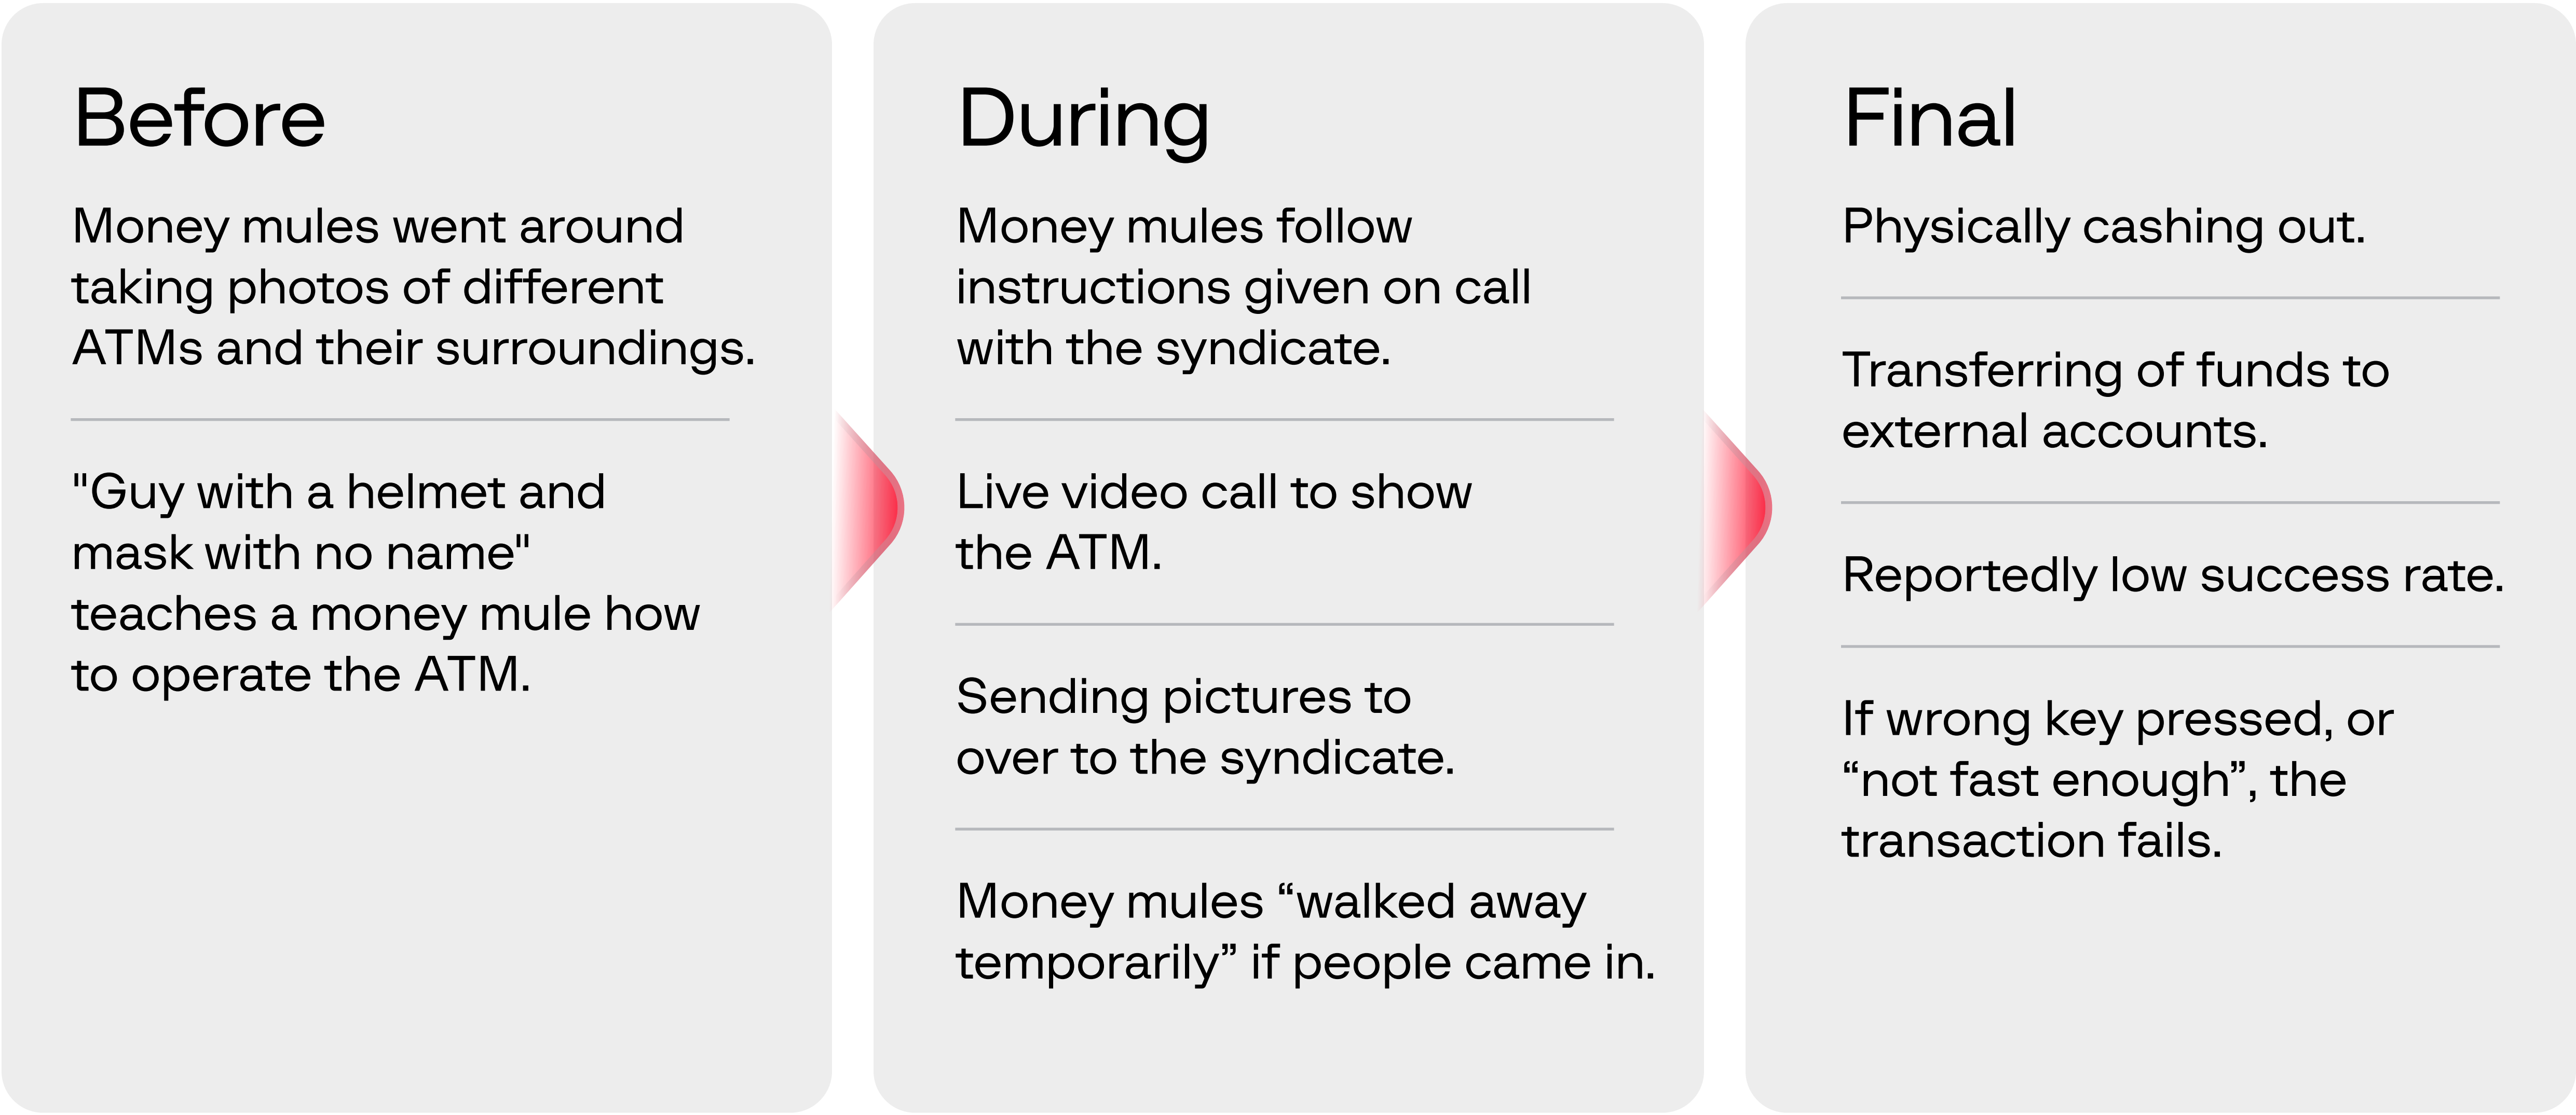 Before
Money mules went around
taking photos of different
ATMs and their surroundings.
"Guy with a helmet and
mask with no name"
teaches a money mule how
to operate the ATM.
During
Money mules follow
instructions given on call
with the syndicate.
Live video call to show
the ATM.
Sending pictures to
over to the syndicate.
Money mules “walked away
temporarily” if people came in.
Final
Physically cashing out.
Transferring of funds to
external accounts.
Reportedly low success rate.
If wrong key pressed, or
“not fast enough”, the
transaction fails.